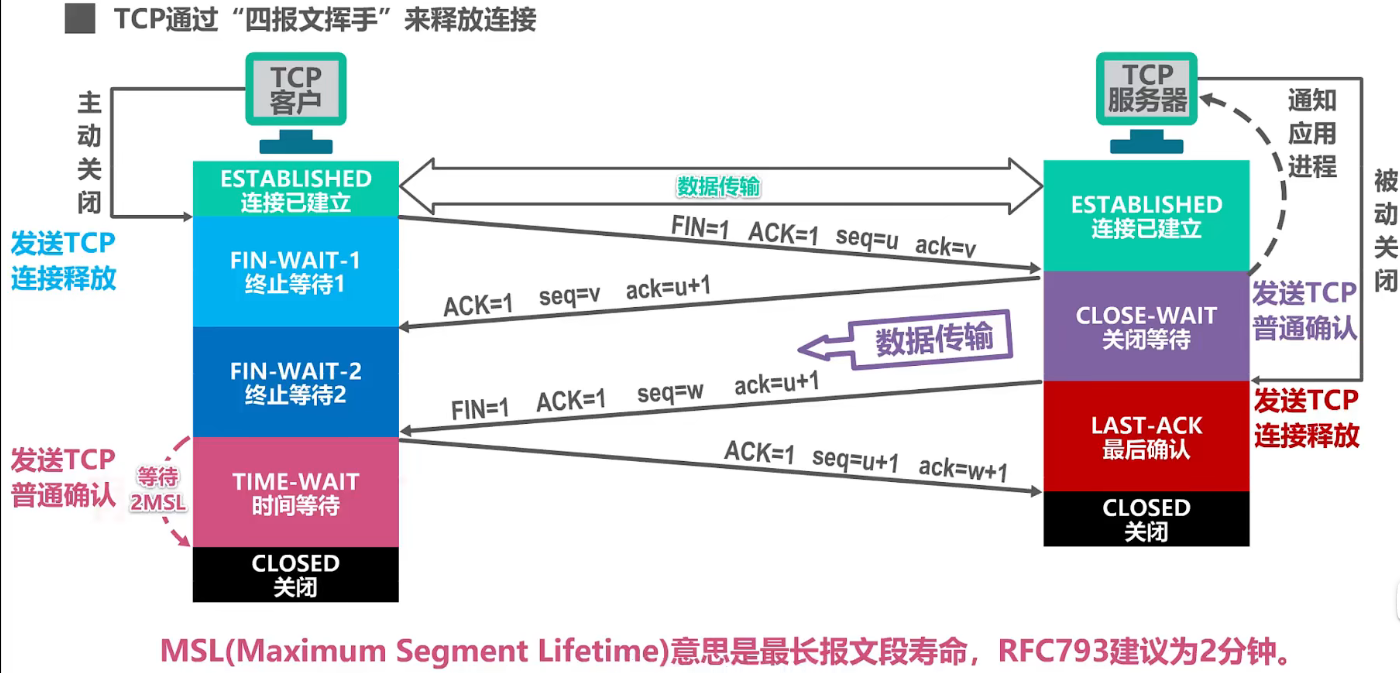 TCP通过“四报文挥手”来释放连接
TCP
客户
TCP
服务器
主
动
关
闭
通知
应用
进程
被
动
关
闭
ESTABLISHED
连接已建立
数据传输
ESTABLISHED
连接已建立
FIN=1 ACK=1 seq=u ack=v
发送TCP
连接释放
FIN-WAIT-1
终止等待1
ACK=1 seq=v ack=u+1
CLOSE-WAIT
关闭等待
发送TCP
普通确认
数据传输
FIN-WAIT-2
终止等待2
FIN=1 ACK=1 seq=w ack=u+1
LAST-ACK
最后确认
发送TCP
连接释放
发送TCP
普通确认
等待
2MSL
TIME-WAIT
时间等待
ACK=1 seq=u+1 ack=w+1
CLOSED
关闭
CLOSED
关闭
MSL(Maximum Segment Lifetime)意思是最长报文段寿命，RFC793建议为2分钟。